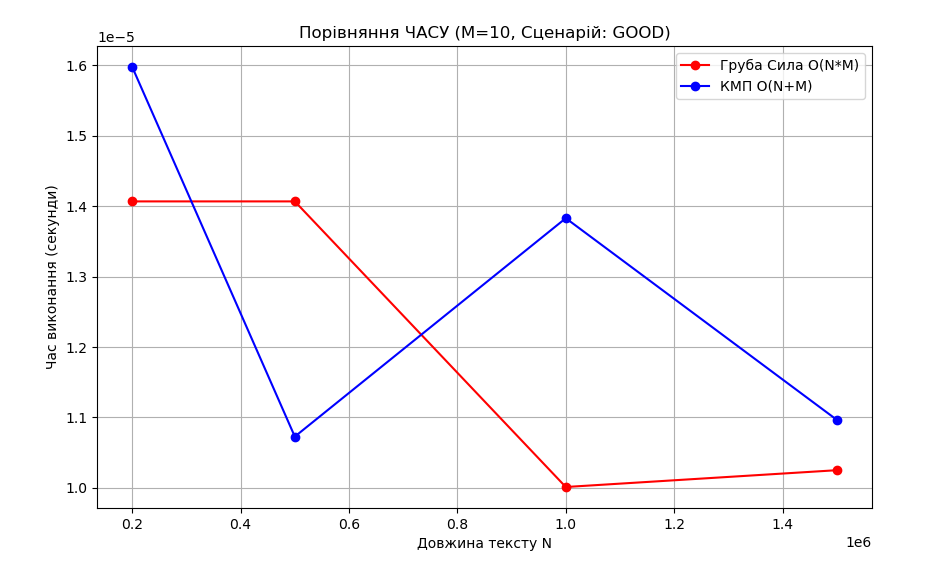 Порівняння ЧАСУ (M=10, Сценарій: GOOD)
1e−5
Груба Сила O(N*M)
КМП O(N+M)
1.6
1.5
1.4
1.3
1.2
1.1
1.0
Час виконання (секунди)
0.2 0.4 0.6 0.8 1.0 1.2 1.4
1e6
Довжина тексту N